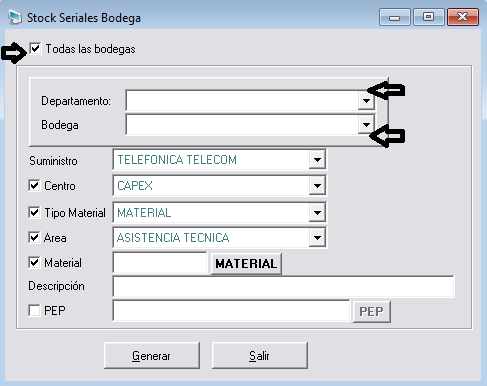 Stock Seriales Bodega
Todas las bodegas
Departamento:
Bodega
Suministro TELEFONICA TELECOM
Centro CAPEX
Tipo Material MATERIAL
Area ASISTENCIA TECNICA
Material MATERIAL
Descripción
PEP PEP
Generar Salir